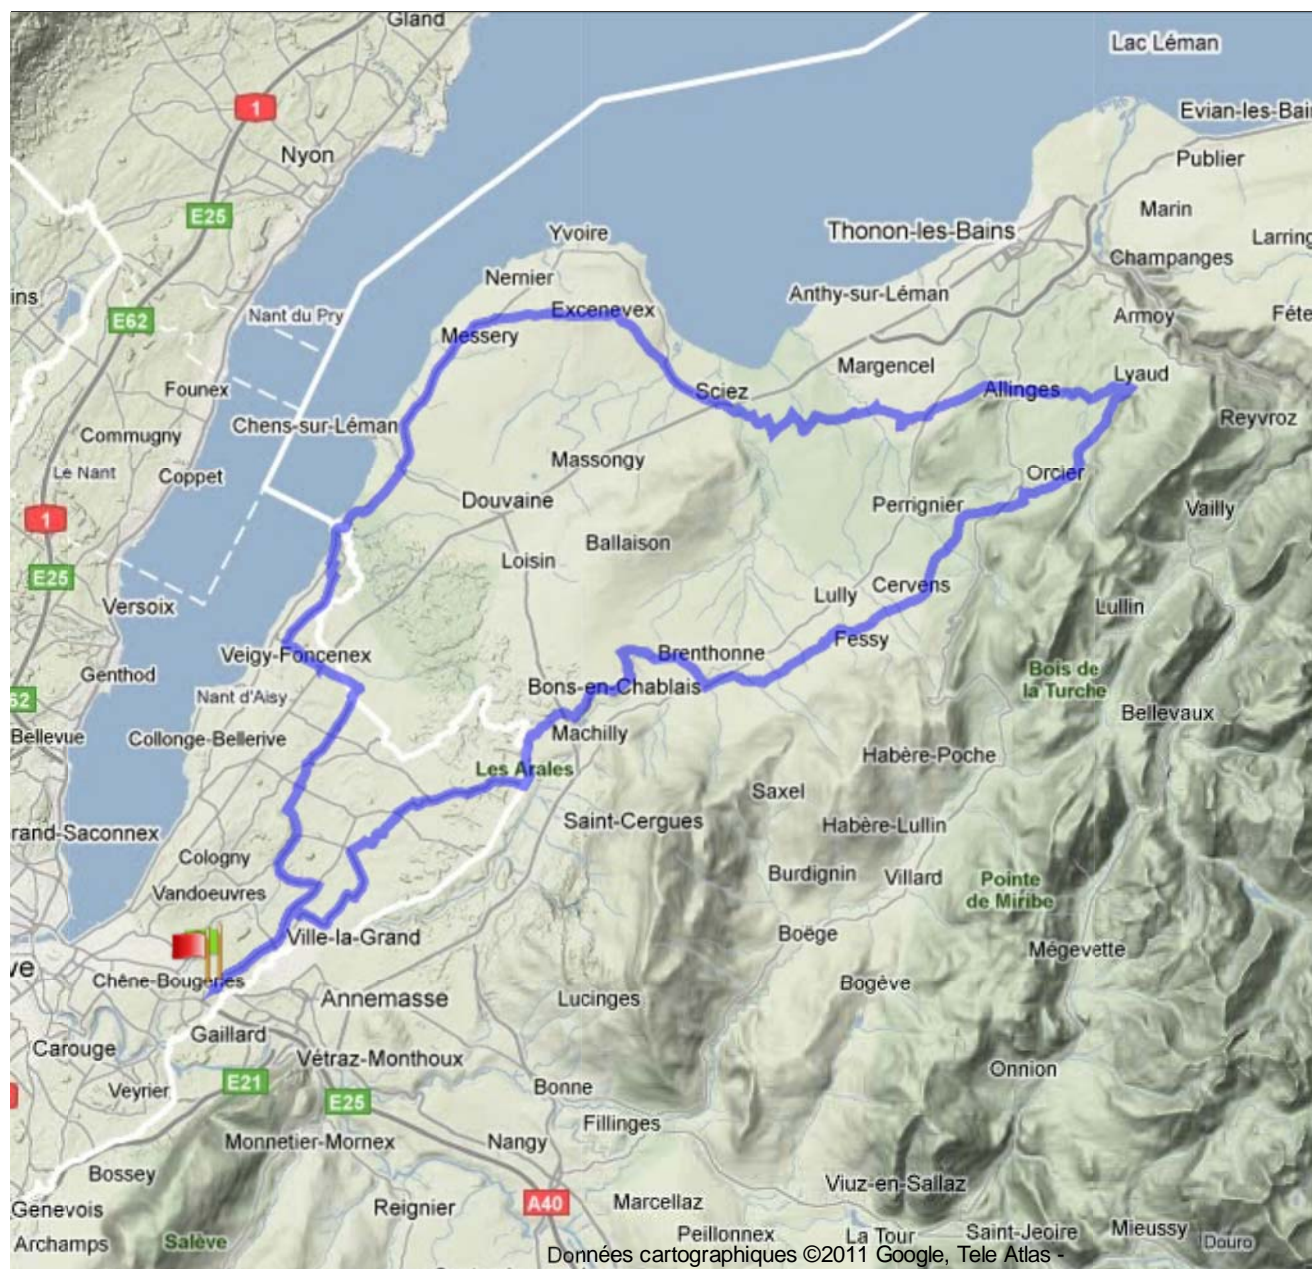 Gland
Lac Léman
1
Evian-les-Bai
Nyon
Publier
E25
Marin
Yvoire
Thonon-les-Bains
Larring
Champanges
Nernier
Anthy-sur-Léman
ins
E62
Nant du Pry
Excenevex
Armoy
Féte
Messery
Margencel
Lyaud
Founex
Sciez
Allinges
Chens-sur-Léman
Reyvroz
Commugny
Massongy
Le Nant
Coppet
Orcier
Douvaine
Perrignier
Vailly
1
Ballaison
Loisin
E25
Lully
Cervens
Versoix
Lullin
Fessy
Veigy-Foncenex
Brenthonne
Genthod
Bois de
la Turche
Nant d'Aisy
Bons-en-Chablais
62
Bellevaux
Bellevue
Collonge-Bellerive
Machilly
Habère-Poche
Les Arales
Saxel
rand-Saconnex
Saint-Cergues
Habère-Lullin
Cologny
Burdignin
Villard
Pointe
de Miribe
Vandoeuvres
Ville-la-Grand
Boëge
Mégevette
ve
Chêne-Bougeries
Annemasse
Lucinges
Bogève
Gaillard
Carouge
Vétraz-Monthoux
Onnion
Veyrier
E21
Bonne
E25
Fillinges
Monnetier-Mornex
Nangy
Bossey
Viuz-en-Sallaz
A40
Marcellaz
Genevois
Reignier
Peillonnex
La Tour
Saint-Jeoire
Mieussy
Archamps
Salève
Douro
Données cartographiques ©2011 Google, Tele Atlas -